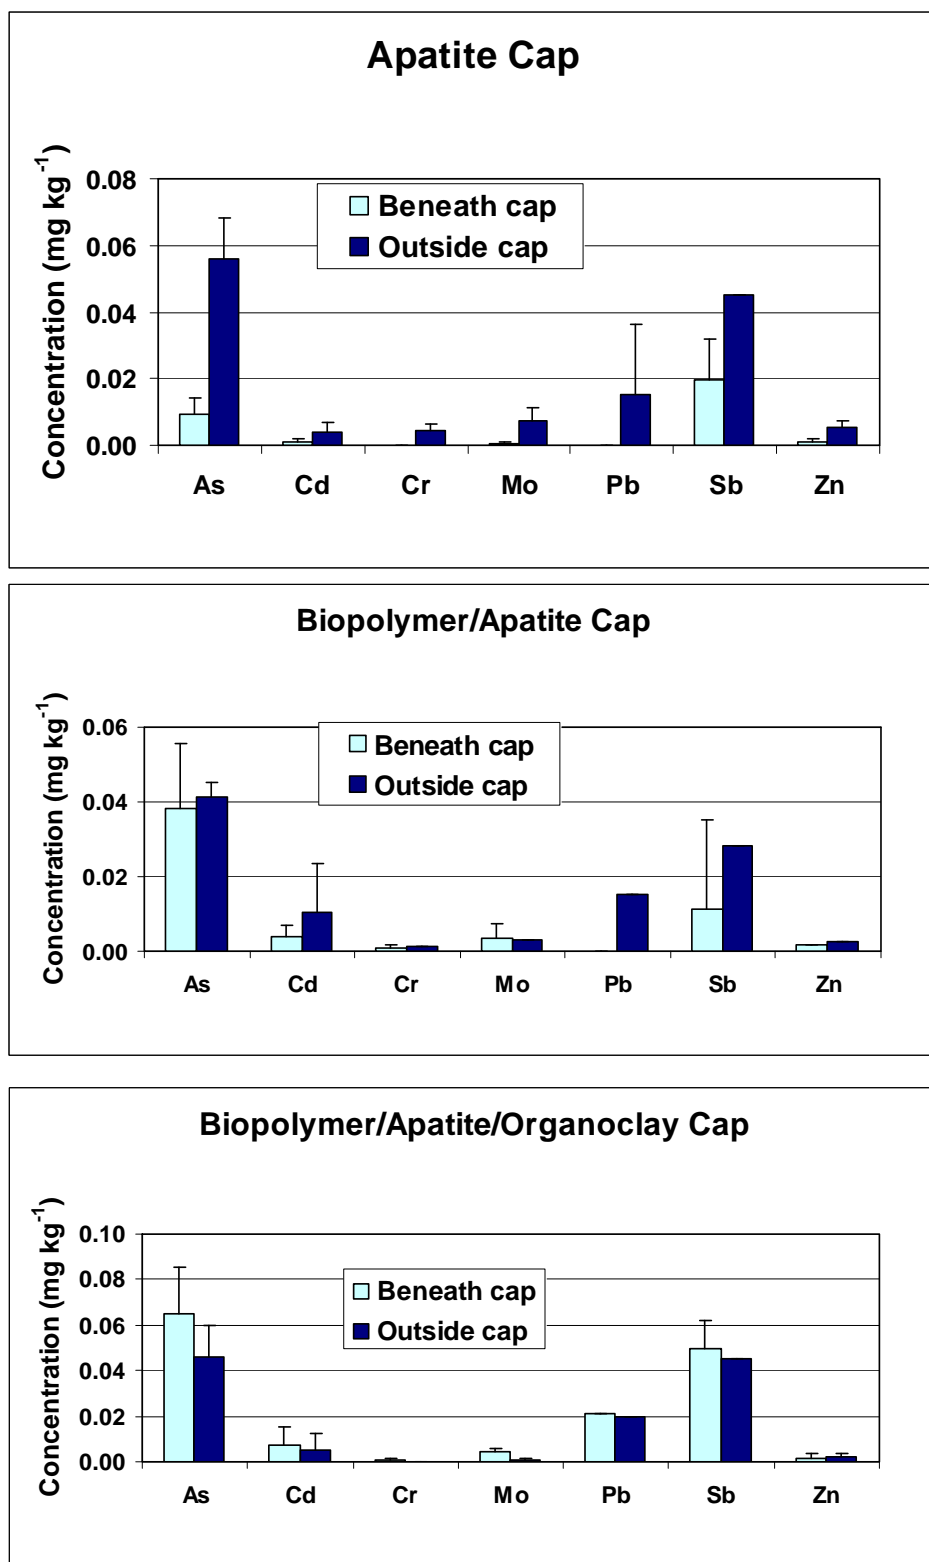 Apatite Cap
Concentration (mg kg-1)
0.08
0.06
0.04
0.02
0.00
Beneath cap
Outside cap
As Cd Cr Mo Pb Sb Zn
Biopolymer/Apatite Cap
Concentration (mg kg-1)
0.06
0.04
0.02
0.00
Beneath cap
Outside cap
As Cd Cr Mo Pb Sb Zn
Biopolymer/Apatite/Organoclay Cap
Concentration (mg kg-1)
0.10
0.08
0.06
0.04
0.02
0.00
Beneath cap
Outside cap
As Cd Cr Mo Pb Sb Zn